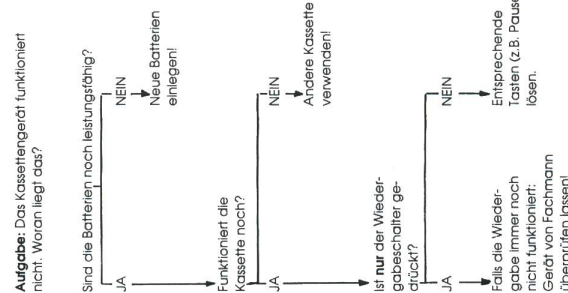 Aufgabe: Das Kassettengerät funktioniert
nicht. Woran liegt das?
Sind die Batterien noch leistungsfähig?
JA
NEIN
Neue Batterien
einlegen!
Funktioniert die
Kassette noch?
JA
NEIN
Andere Kassette
verwenden!
Ist nur der Wieder-
gabeschalter ge-
drückt?
JA
NEIN
Falls die Wieder-
gabe immer noch
nicht funktioniert:
Gerät von Fachmann
überprüfen lassen!
Entsprechende
Tasten (z.B. Pause
lösen.